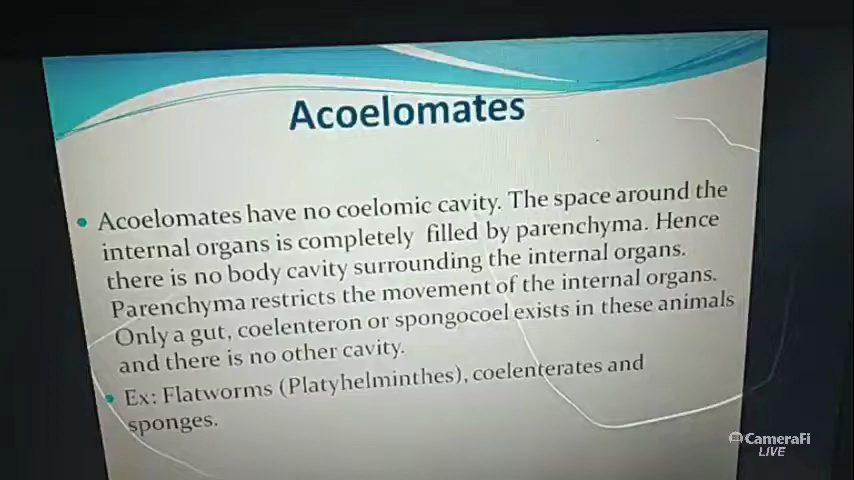 Acoelomates
• Acoelomates have no coelomic cavity. The space around the
internal organs is completely filled by parenchyma. Hence
there is no body cavity surrounding the internal organs.
Parenchyma restricts the movement of the internal organs.
Only a gut, coelenteron or spongocoel exists in these animals
and there is no other cavity.
• Ex: Flatworms (Platyhelminthes), coelenterates and
sponges.
CameraFi
LIVE